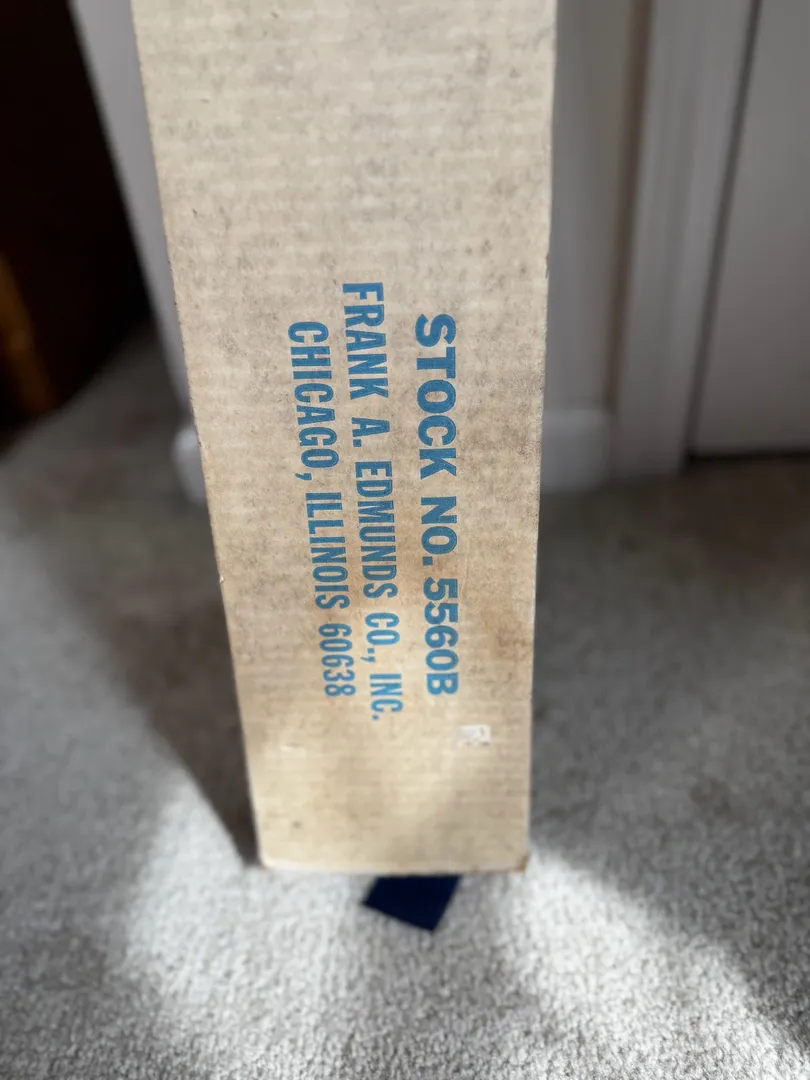 STOCK NO. 5560B
FRANK A. EDMUNDS CO., INC.
CHICAGO, ILLINOIS 60638